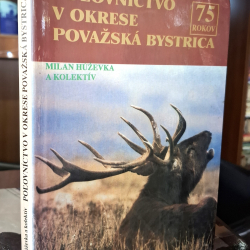 POĽOVNÍCTVO
V OKRESE
POVAŽSKÁ BYSTRICA
75
ROKOV
MILAN HUŽEVKA
A KOLEKTÍV
POĽOVNÍCTVO V OKRESE POVAŽSKÁ BYSTRICA